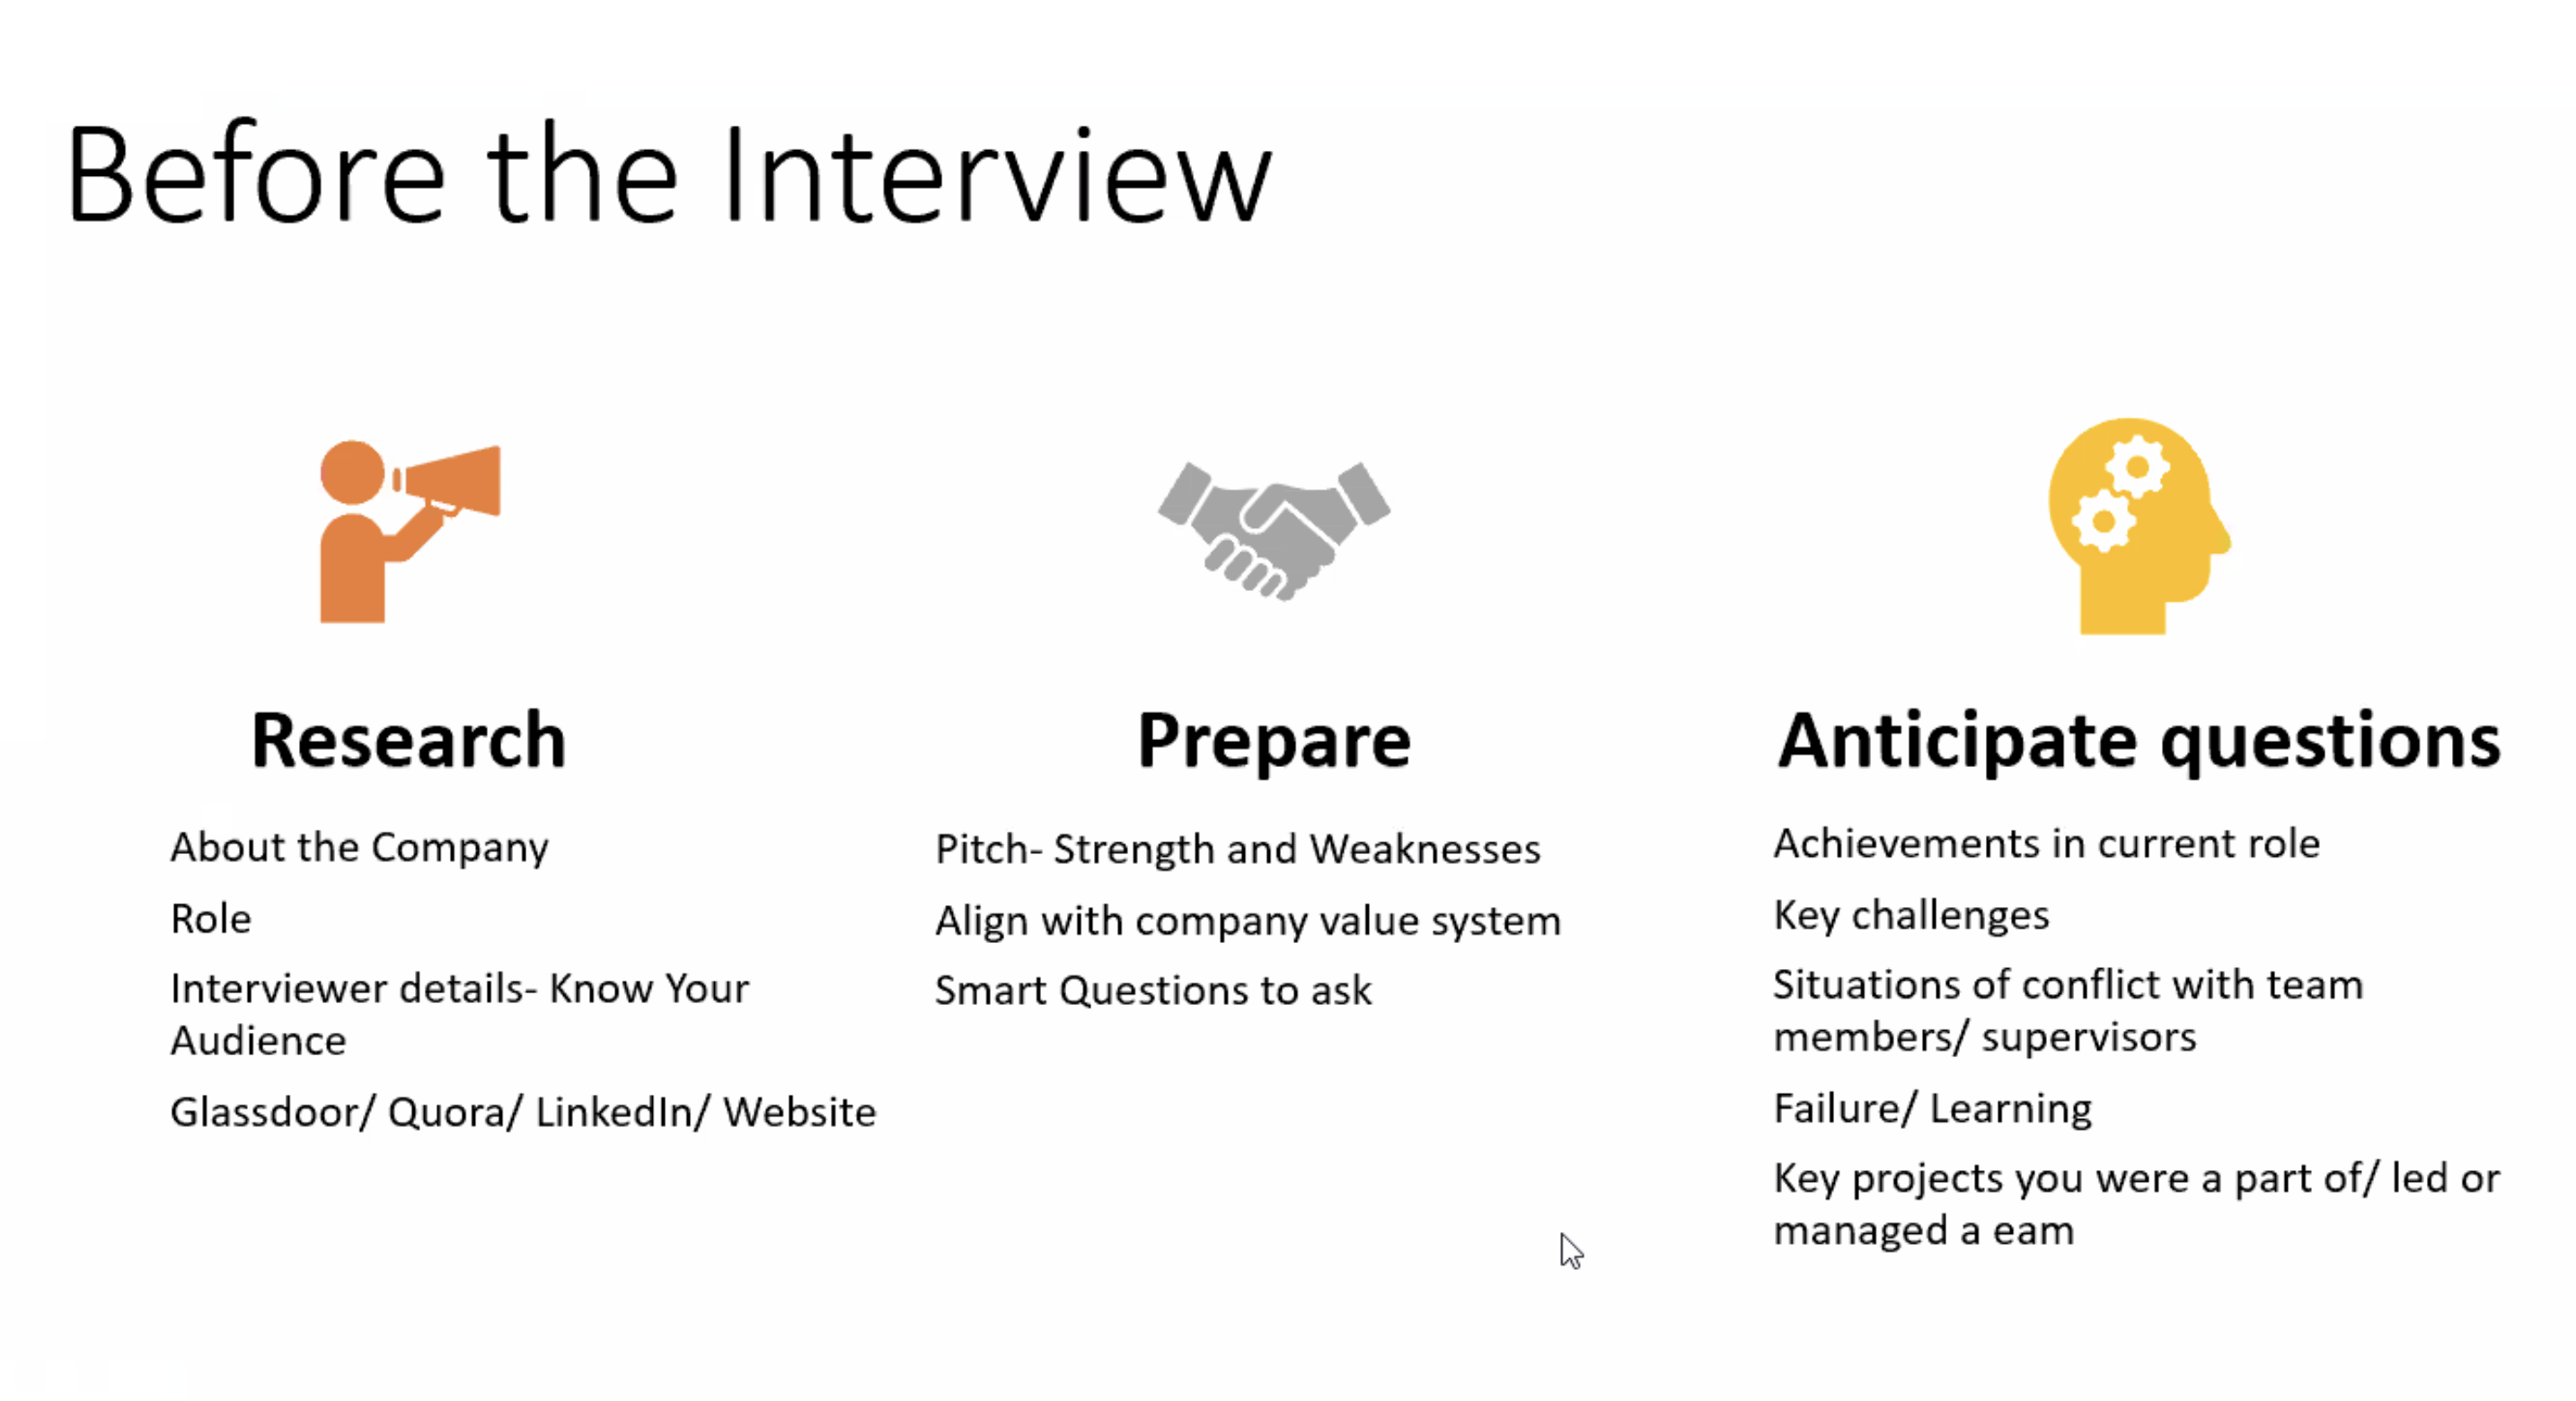 Before the Interview
Research
About the Company
Role
Interviewer details- Know Your
Audience
Glassdoor/ Quora/ LinkedIn/ Website
Prepare
Pitch- Strength and Weaknesses
Align with company value system
Smart Questions to ask
Anticipate questions
Achievements in current role
Key challenges
Situations of conflict with team
members/ supervisors
Failure/ Learning
Key projects you were a part of/ led or
managed a eam